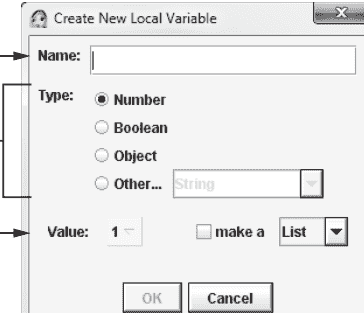 Create New Local Variable
Name:
Type:
Number
Boolean
Object
Other... String
Value: 1 make a List
OK Cancel